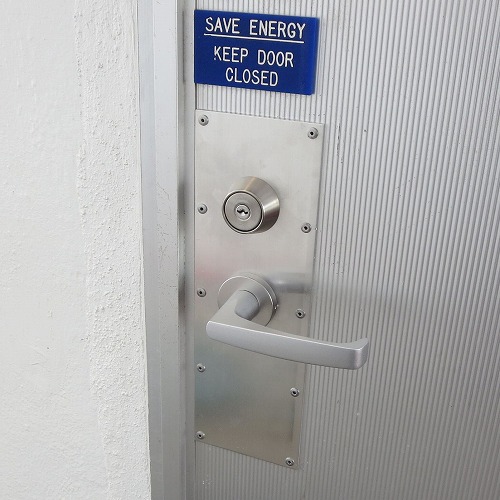 SAVE ENERGY
KEEP DOOR
CLOSED